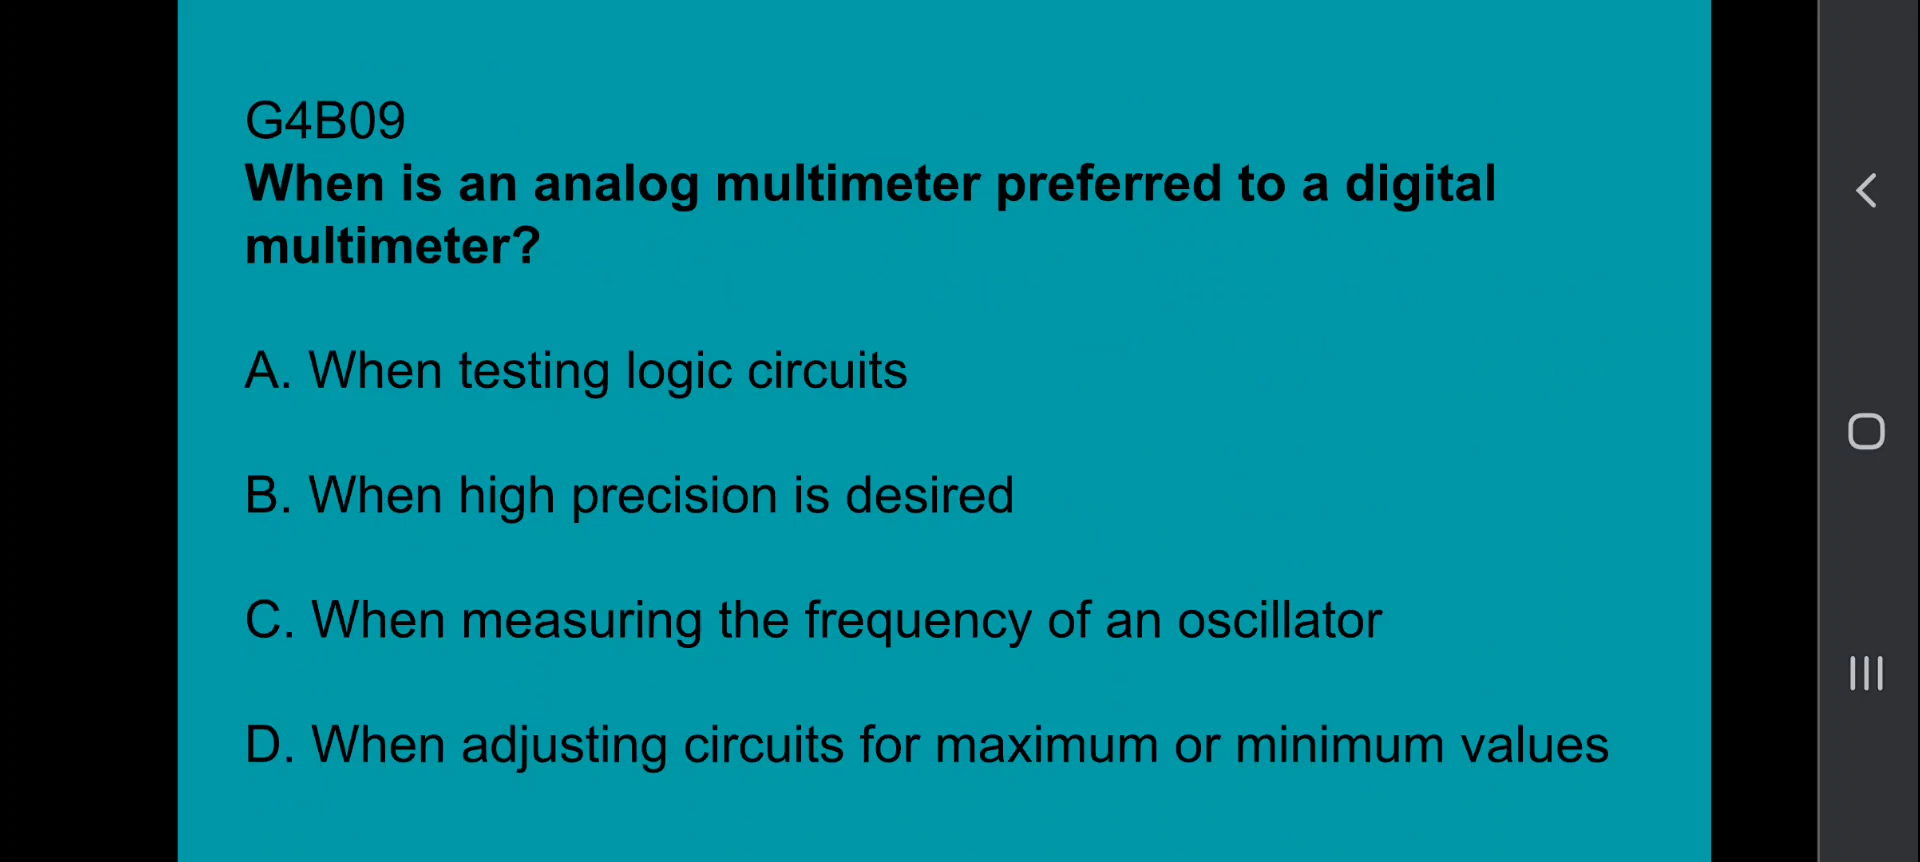 G4B09
When is an analog multimeter preferred to a digital
multimeter?
A. When testing logic circuits
B. When high precision is desired
C. When measuring the frequency of an oscillator
D. When adjusting circuits for maximum or minimum values